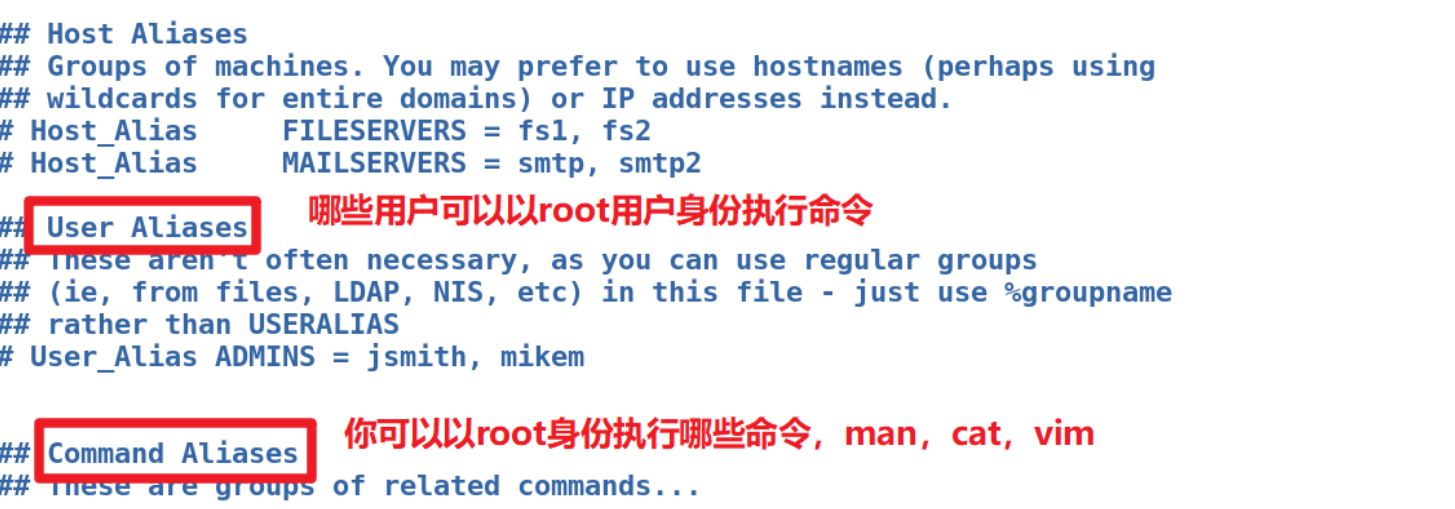 ## Host Aliases
## Groups of machines. You may prefer to use hostnames (perhaps using
## wildcards for entire domains) or IP addresses instead.
# Host_Alias     FILESERVERS = fs1, fs2
# Host_Alias     MAILSERVERS = smtp, smtp2
哪些用户可以以root用户身份执行命令
## User Aliases
## These aren't often necessary, as you can use regular groups
## (ie, from files, LDAP, NIS, etc) in this file - just use %groupname
## rather than USERALIAS
# User_Alias ADMINS = jsmith, mikem
你可以以root身份执行哪些命令，man，cat，vim
## Command Aliases
## These are groups of related commands...